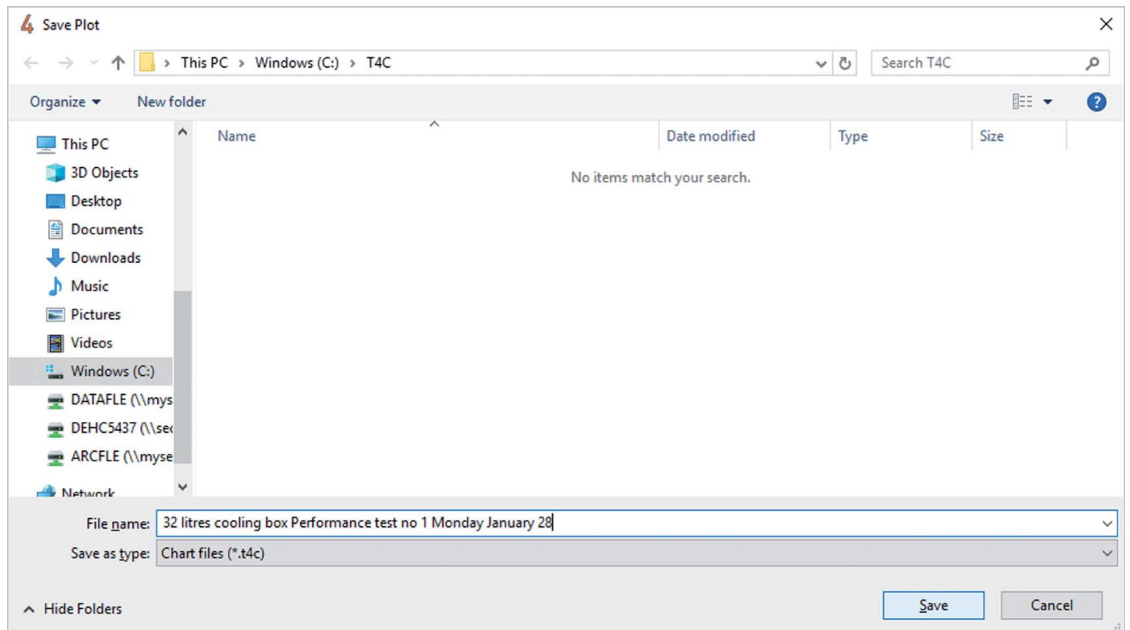 Save Plot
This PC > Windows (C:) > T4C
Search T4C
Organize
New folder
Name
Date modified
Type
Size
No items match your search.
This PC
3D Objects
Desktop
Documents
Downloads
Music
Pictures
Videos
Windows (C:)
DATAFLE (\\mys
DEHC5437 (\\sec
ARCFLE (\\myse
Network
File name: 32 litres cooling box Performance test no 1 Monday January 28
Save as type: Chart files (*.t4c)
Hide Folders
Save
Cancel